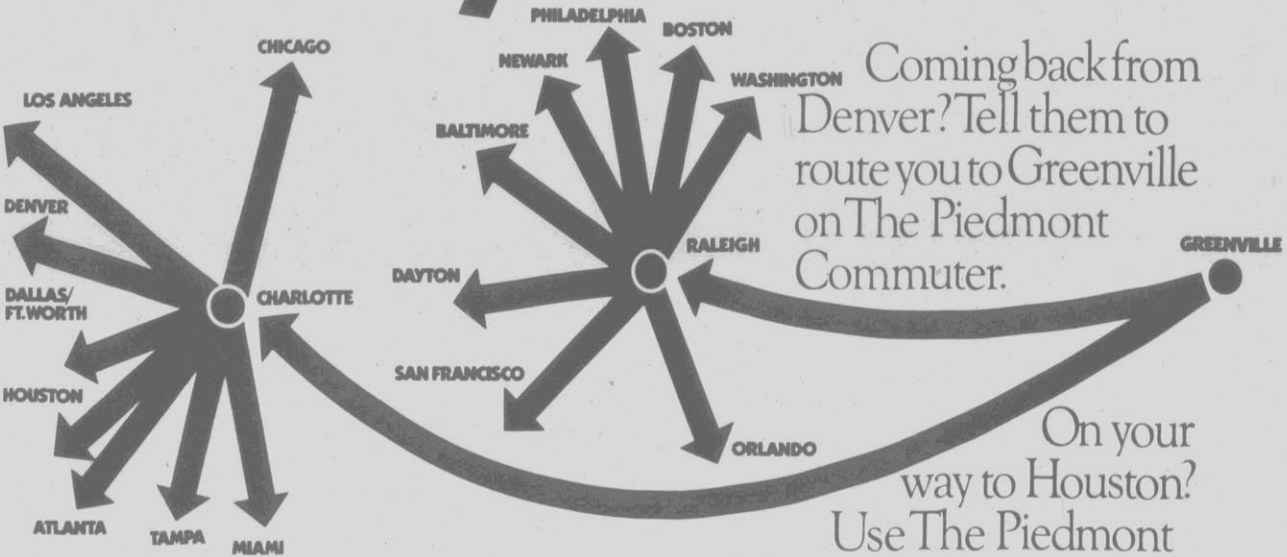 PHILADELPHIA
BOSTON
CHICAGO
NEWARK
WASHINGTON
LOS ANGELES
BALTIMORE
DENVER
RALEIGH
GREENVILLE
DAYTON
DALLAS/
FT.WORTH
CHARLOTTE
SAN FRANCISCO
HOUSTON
ORLANDO
ATLANTA
TAMPA
MIAMI
Coming back from
Denver? Tell them to
route you to Greenville
on The Piedmont
Commuter.
On your
way to Houston?
Use The Piedmont